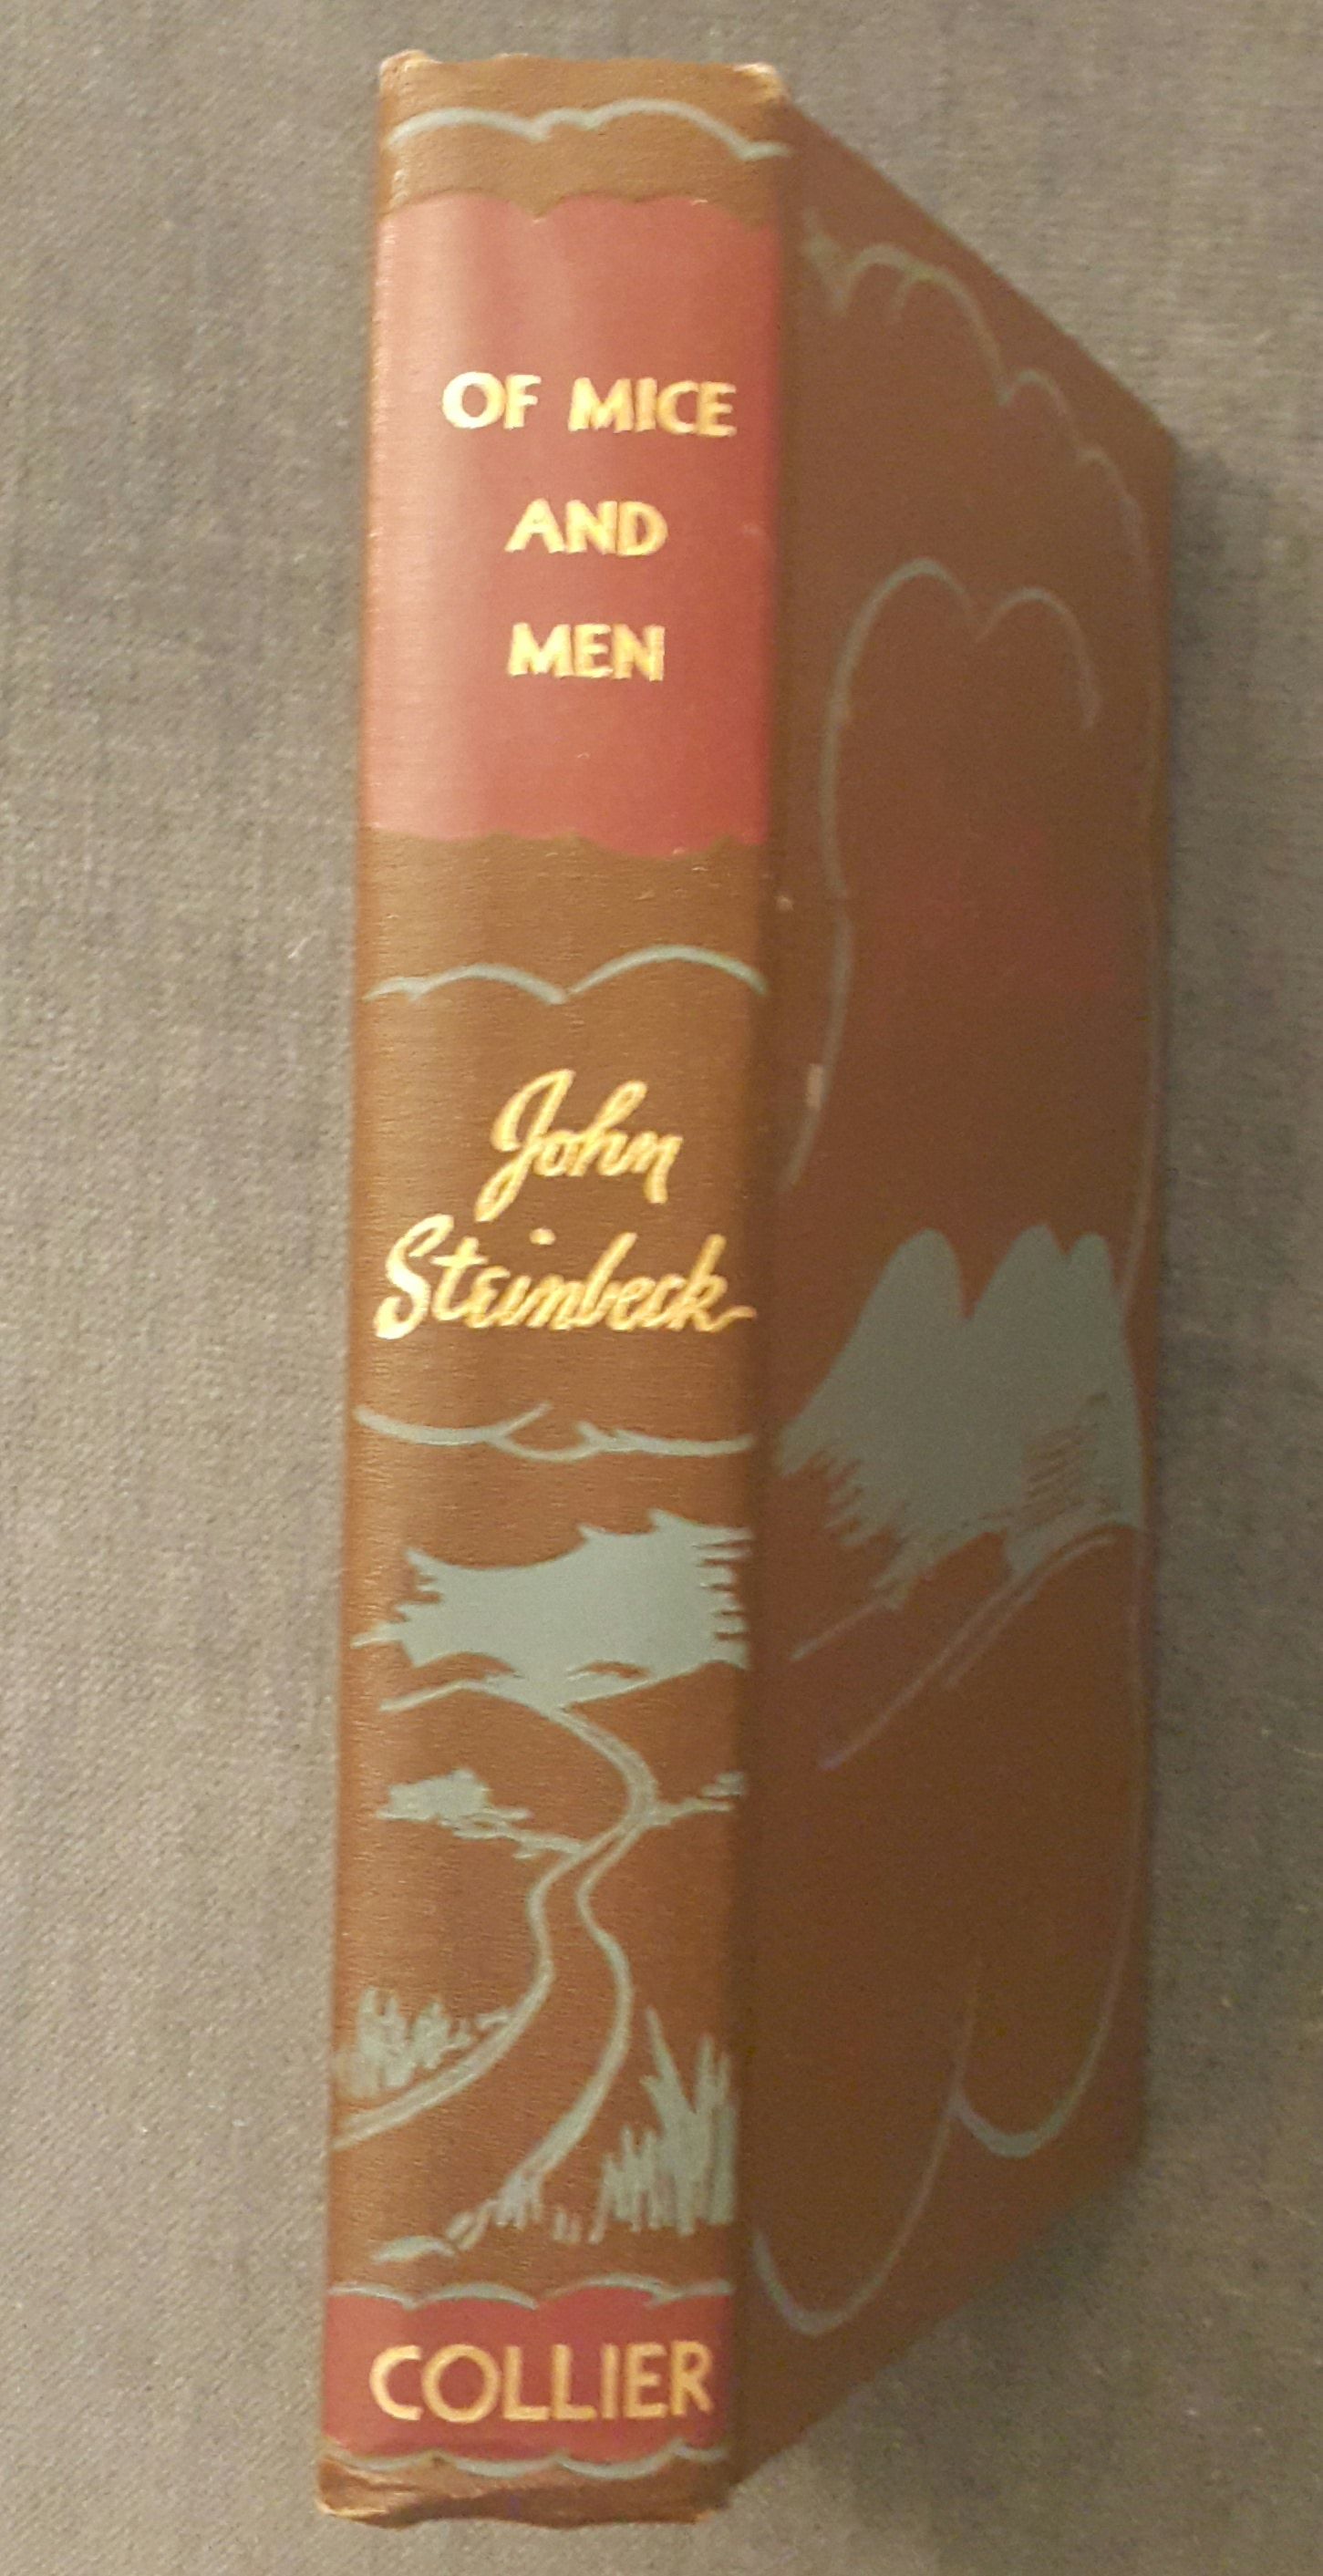 OF MICE
AND
MEN
John
Steinbeck
COLLIER